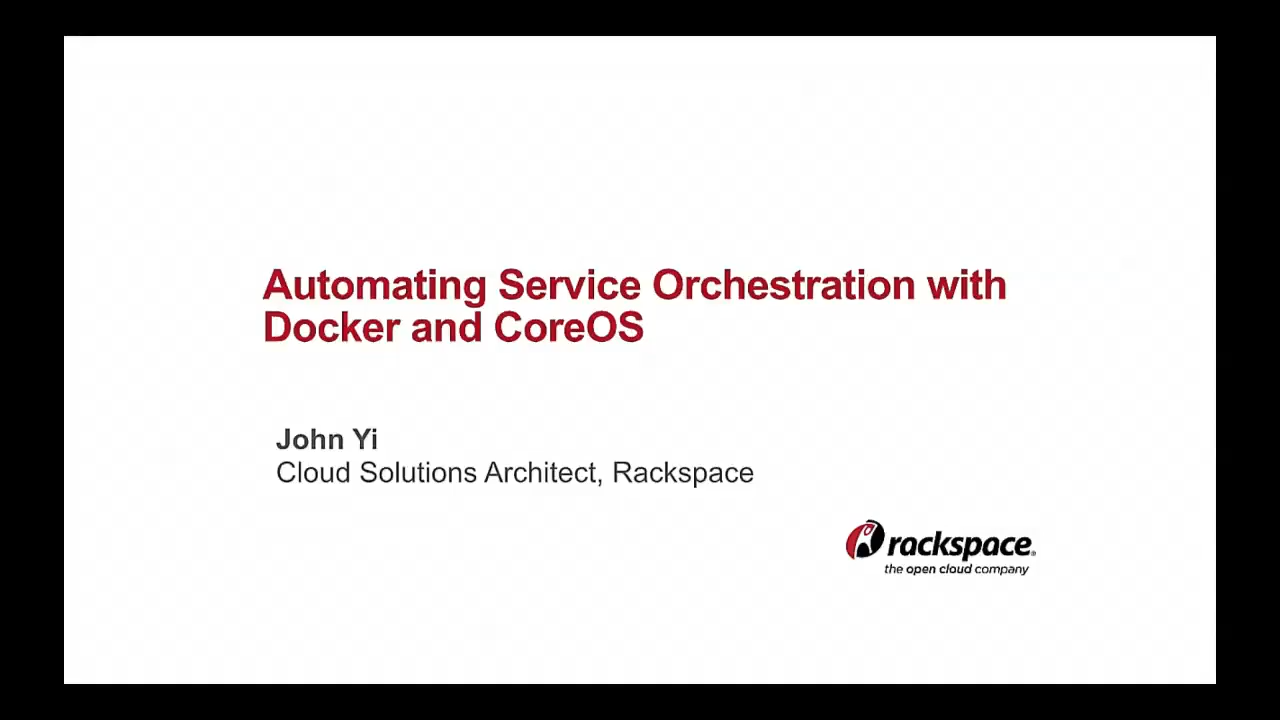 Automating Service Orchestration with
Docker and CoreOS
John Yi
Cloud Solutions Architect, Rackspace
rackspace®
the open cloud company